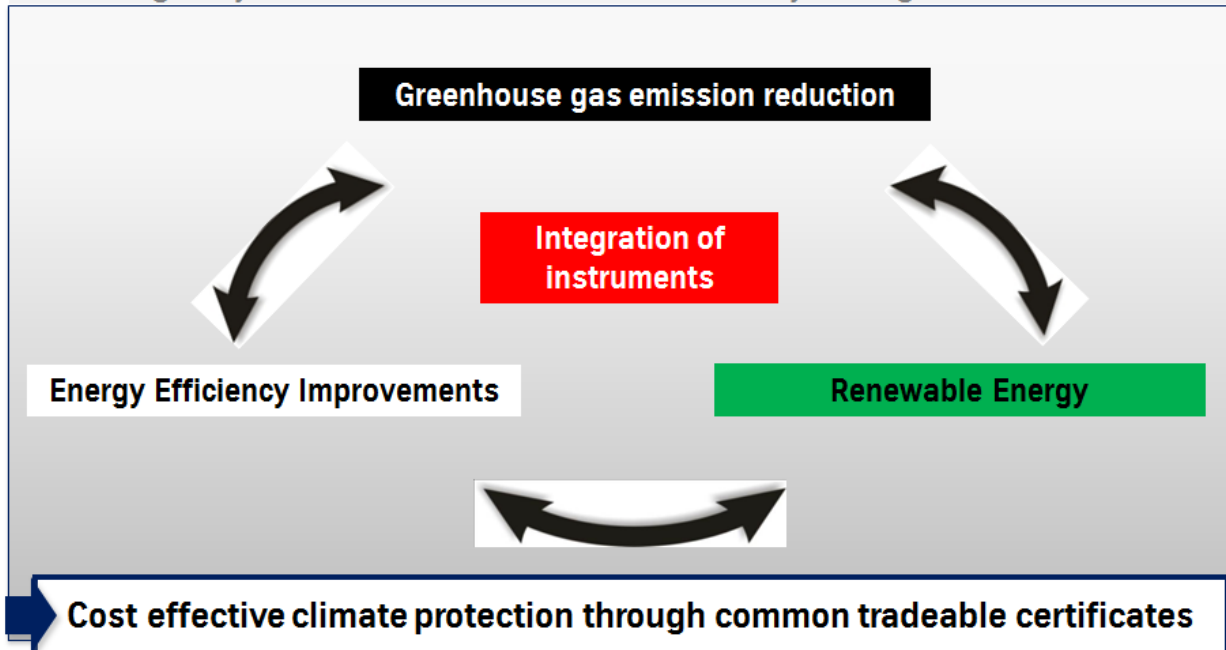 Greenhouse gas emission reduction
Integration of
instruments
Energy Efficiency Improvements
Renewable Energy
Cost effective climate protection through common tradeable certificates